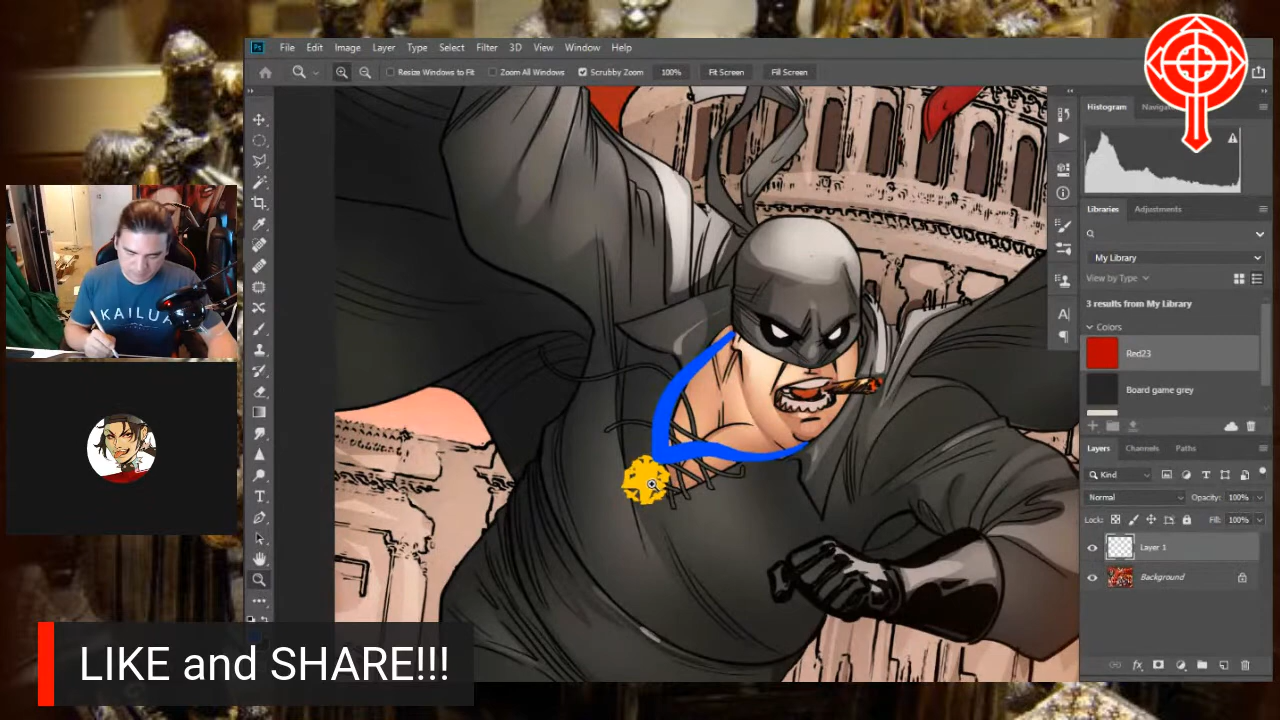 Ps File Edit Image Layer Type Select Filter 3D View Window Help
Resize Windows to Fit Zoom All Windows Scrubby Zoom 100% Fit Screen Fill Screen
Histogram
Libraries Adjustments
My Library
View by Type
3 results from My Library
Colors
Red23
Board game grey
Layers Channels Paths
Kind
Normal Opacity: 100%
Lock: Fill: 100%
Layer 1
Background
KAILUA
LIKE and SHARE!!!